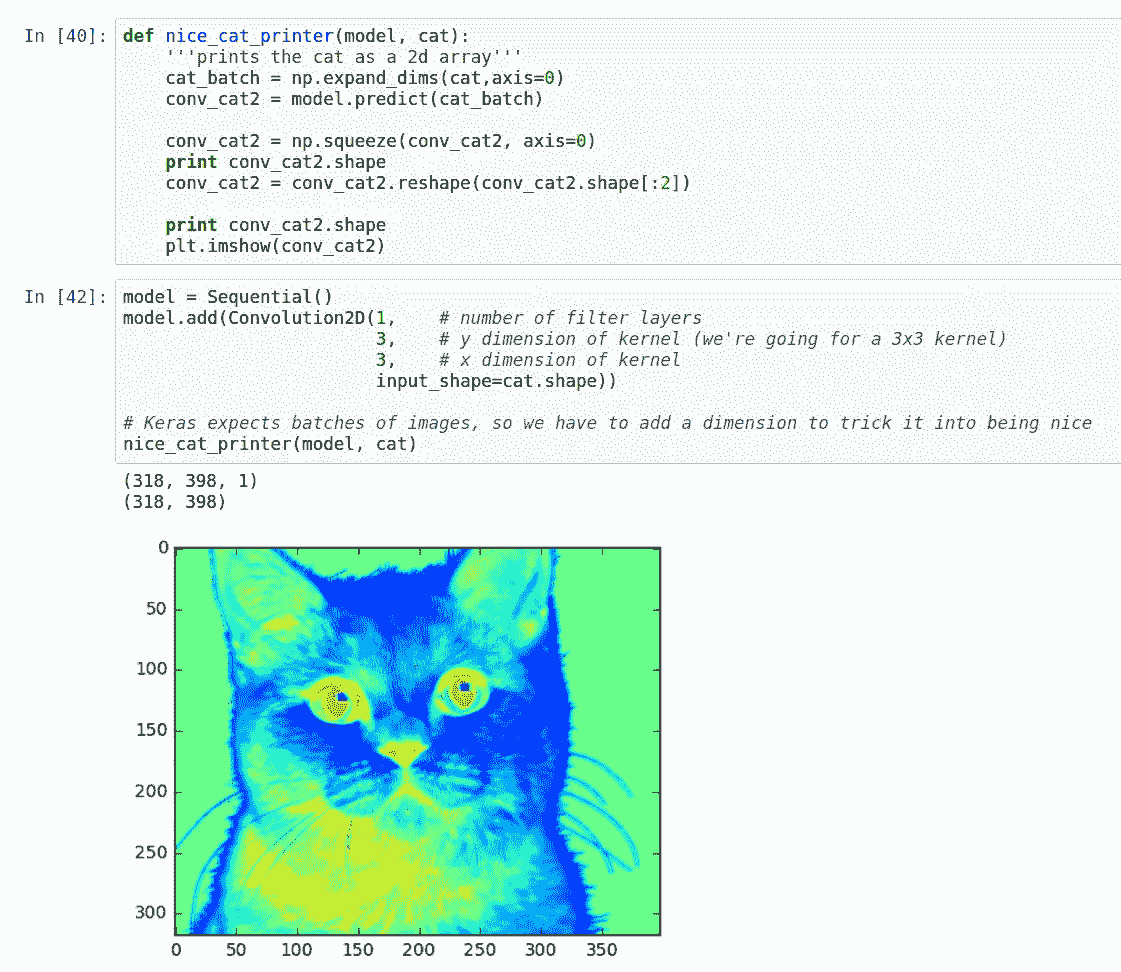 In [40]: def nice_cat_printer(model, cat):
    '''prints the cat as a 2d array'''
    cat_batch = np.expand_dims(cat,axis=0)
    conv_cat2 = model.predict(cat_batch)
    conv_cat2 = np.squeeze(conv_cat2, axis=0)
    print conv_cat2.shape
    conv_cat2 = conv_cat2.reshape(conv_cat2.shape[:2])
    print conv_cat2.shape
    plt.imshow(conv_cat2)
In [42]: model = Sequential()
model.add(Convolution2D(1,    # number of filter layers
                        3,    # y dimension of kernel (we're going for a 3x3 kernel)
                        3,    # x dimension of kernel
                        input_shape=cat.shape))
# Keras expects batches of images, so we have to add a dimension to trick it into being nice
nice_cat_printer(model, cat)
(318, 398, 1)
(318, 398)
0
50
100
150
200
250
300
0 50 100 150 200 250 300 350